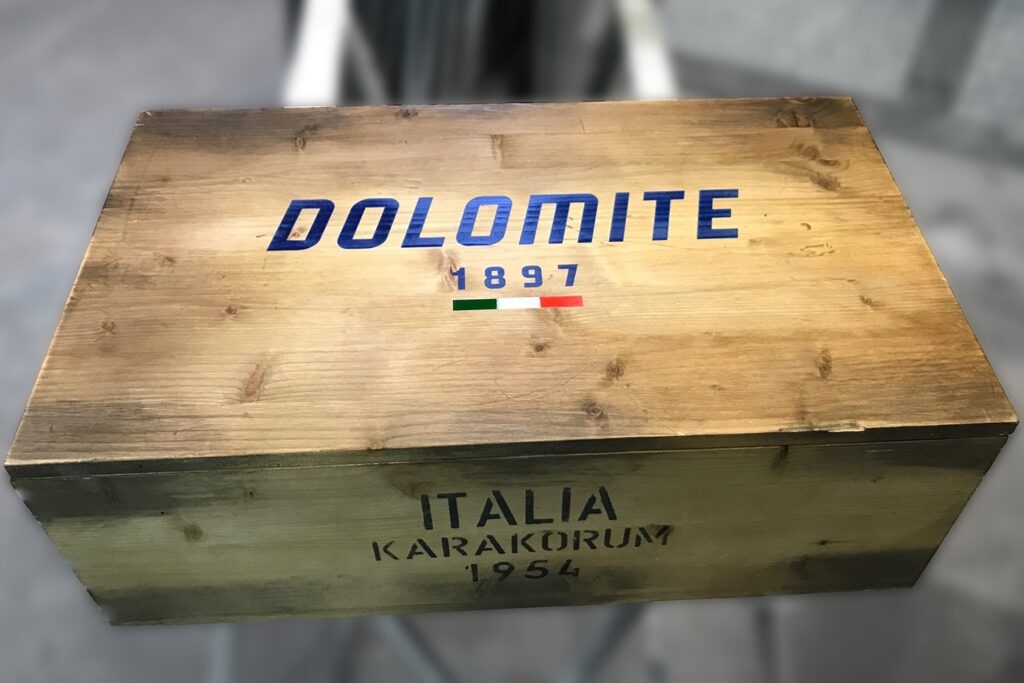 DOLOMITE
1897
ITALIA
KARAKORUM
1954